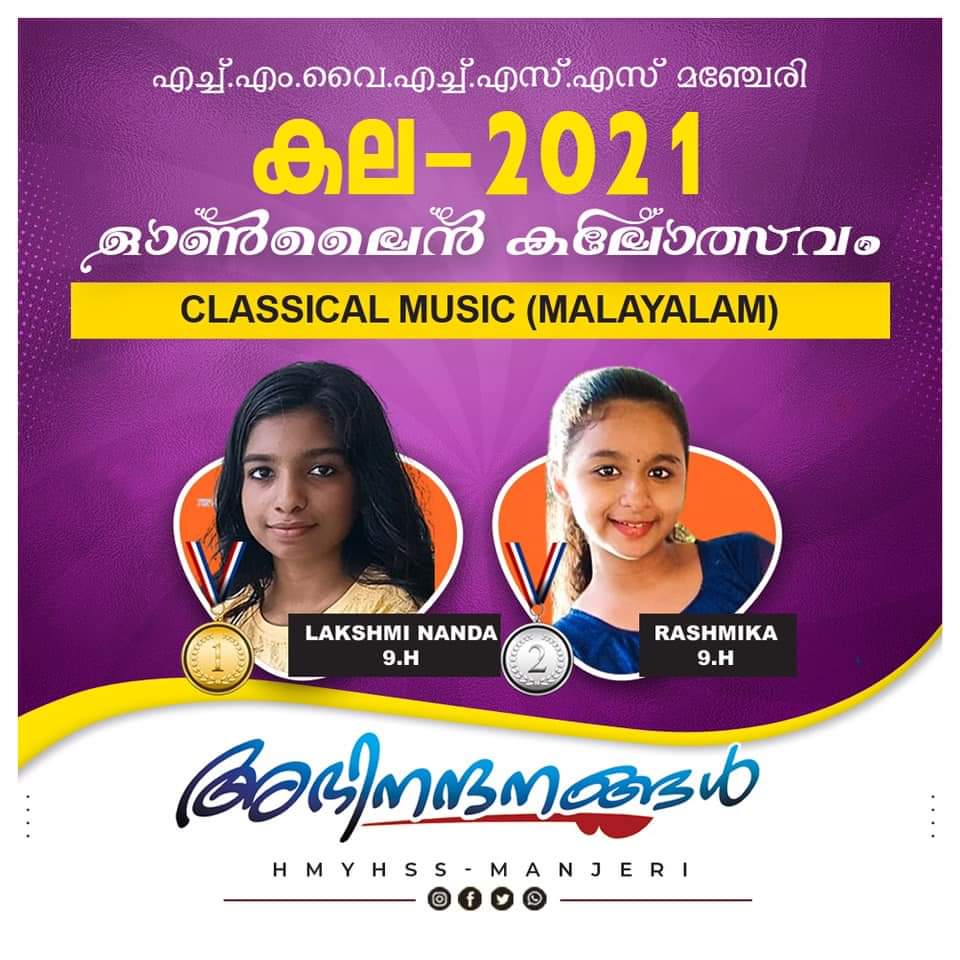 എച്ച്.എം.വൈ.എച്ച്.എസ്.എസ് മഞ്ചേരി
കല-2021
ഓൺലൈൻ കലോത്സവം
CLASSICAL MUSIC (MALAYALAM)
LAKSHMI NANDA
9.H
1
RASHMIKA
9.H
2
അഭിനന്ദനങ്ങൾ
HMYHSS-MANJERI